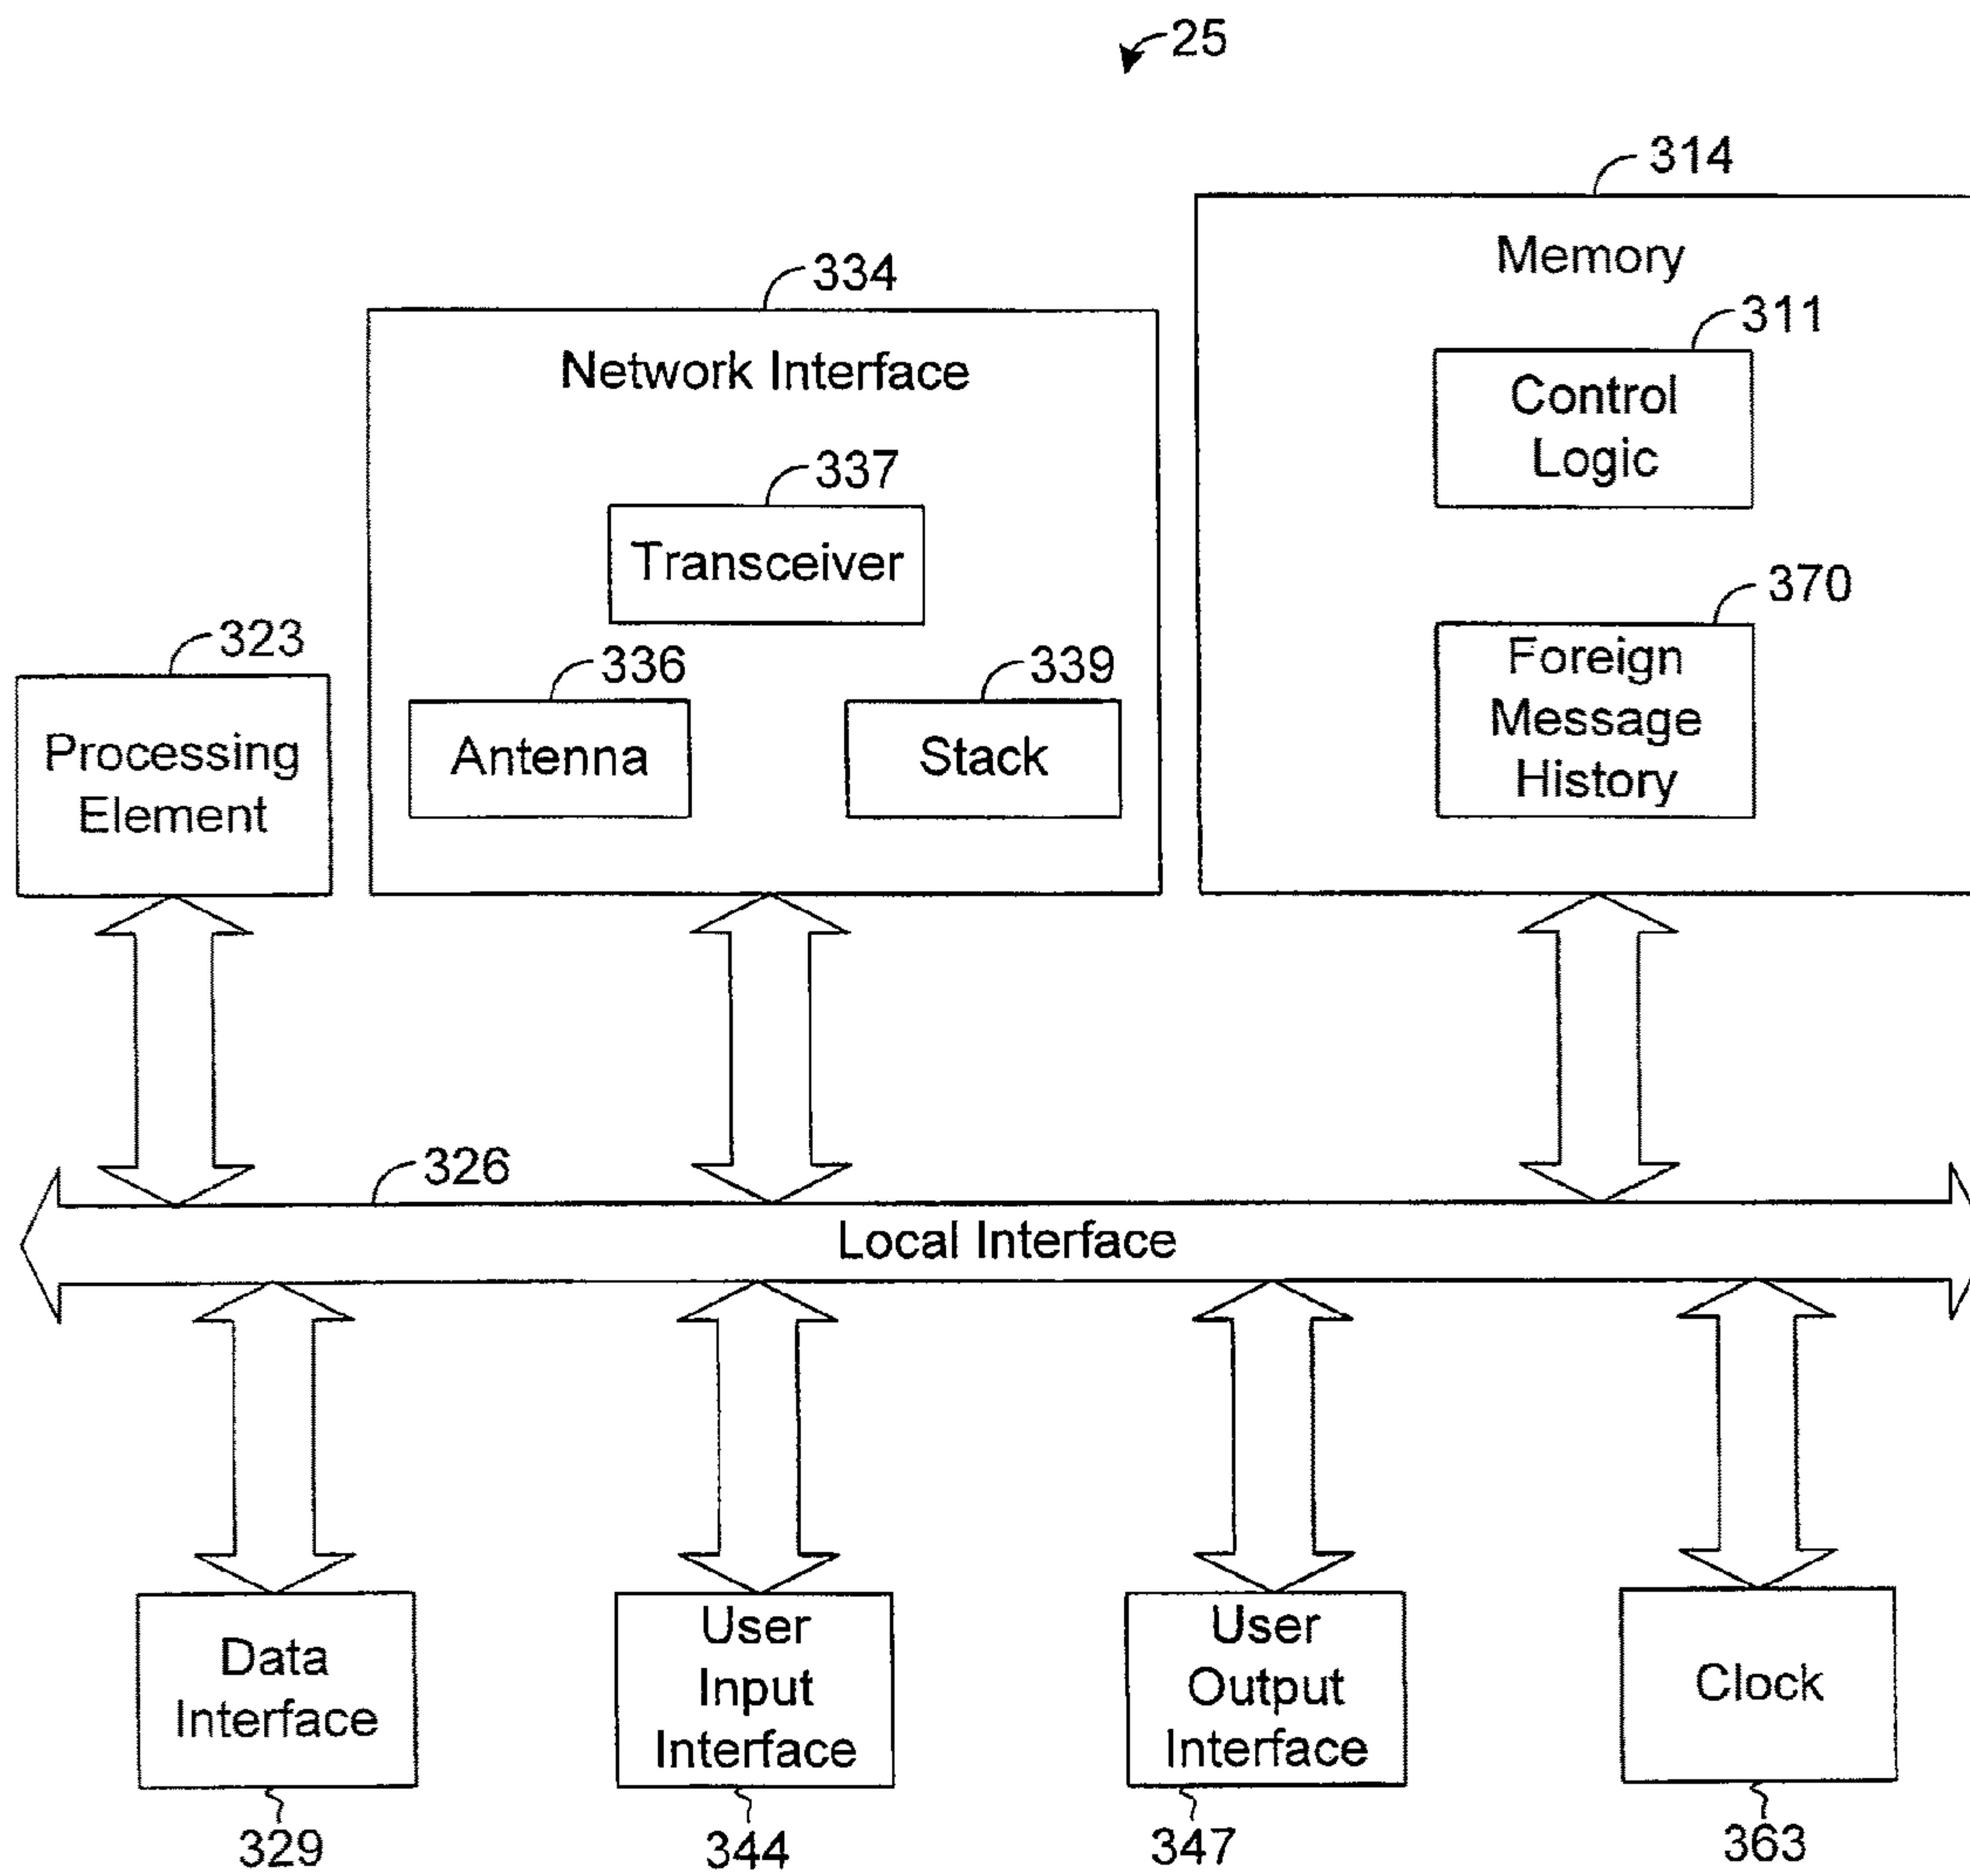 25
314
Memory
334
311
Network Interface
Control
Logic
337
Transceiver
370
Foreign
Message
History
323
336
339
Processing
Element
Antenna
Stack
326
Local Interface
Data
Interface
User
Input
Interface
User
Output
Interface
Clock
329
344
347
363